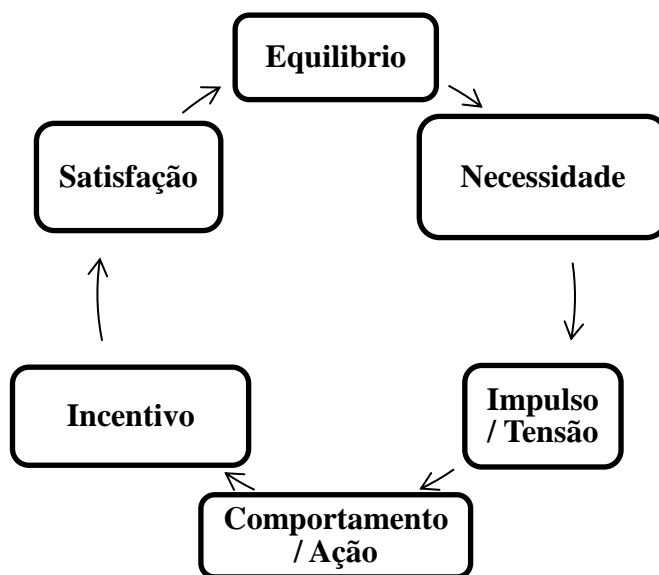 Equilibrio
Necessidade
Impulso
/ Tensão
Comportamento
/ Ação
Incentivo
Satisfação